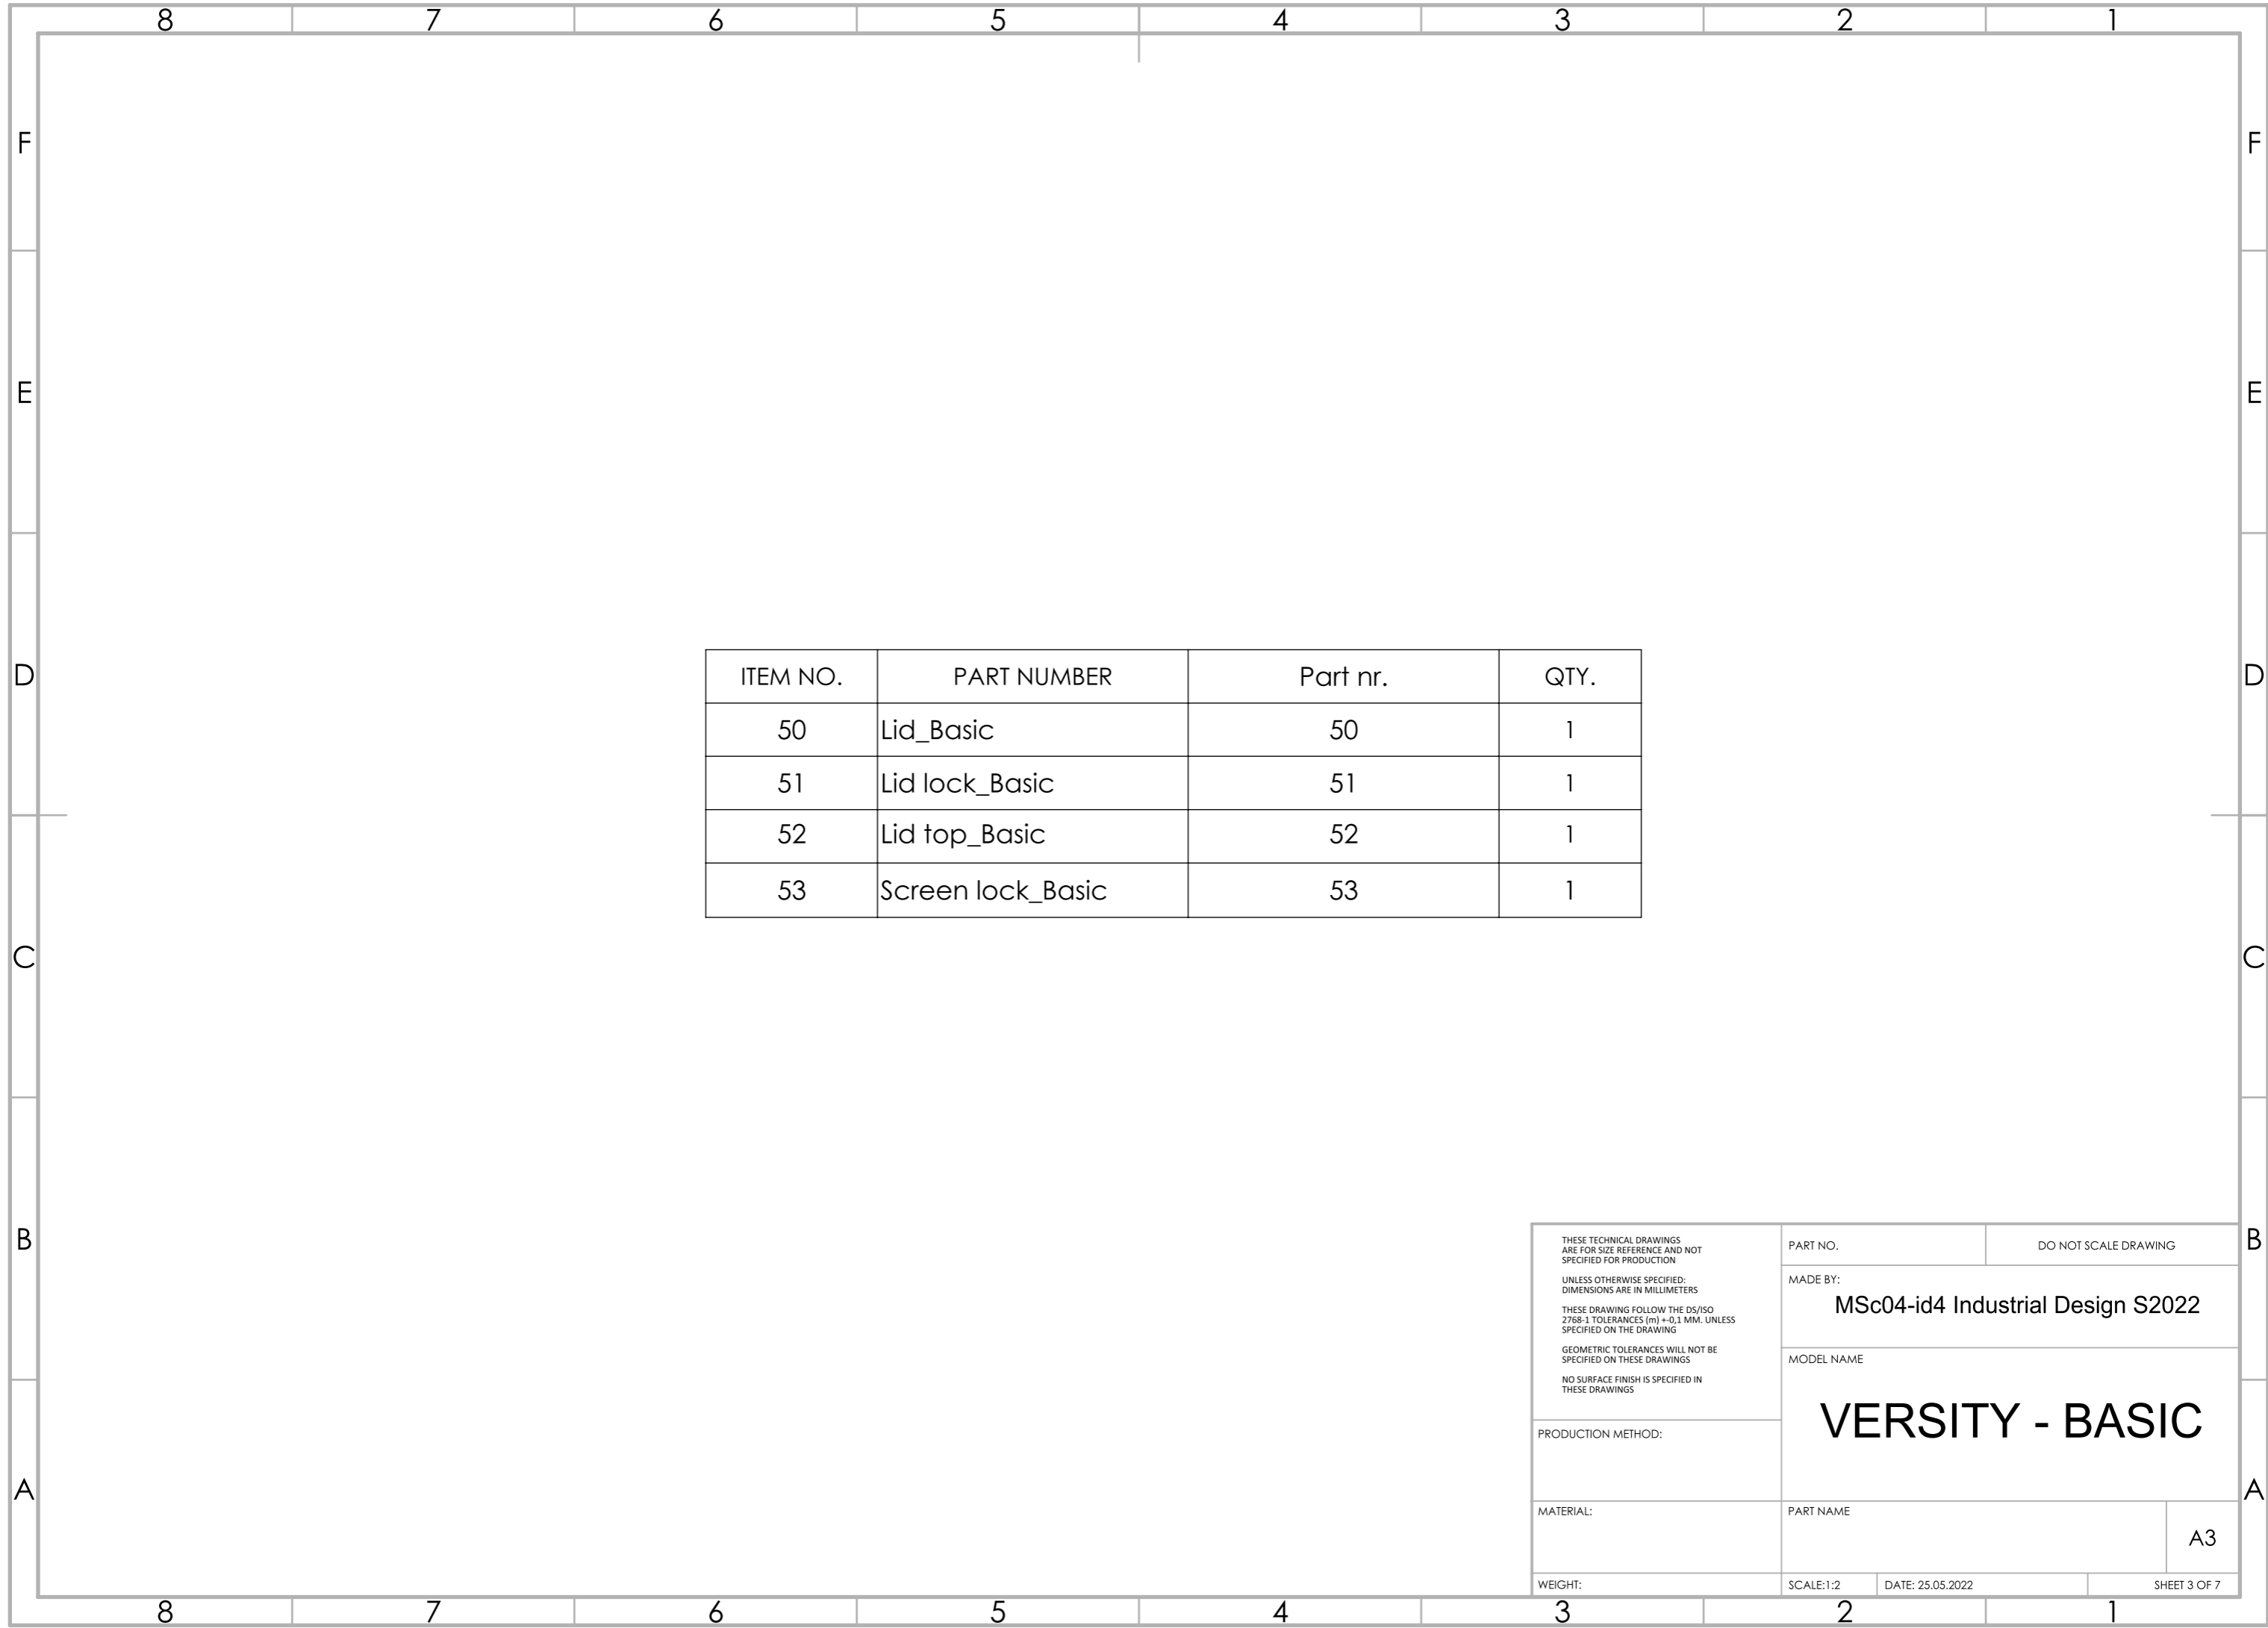 8 7 6 5 4 3 2 1
F F
E E
D D
ITEM NO. PART NUMBER Part nr. QTY.
50 Lid_Basic 50 1
51 Lid lock_Basic 51 1
52 Lid top_Basic 52 1
53 Screen lock_Basic 53 1
C C
B B
THESE TECHNICAL DRAWINGS
ARE FOR SIZE REFERENCE AND NOT
SPECIFIED FOR PRODUCTION
UNLESS OTHERWISE SPECIFIED:
DIMENSIONS ARE IN MILLIMETERS
THESE DRAWING FOLLOW THE DS/ISO
2768-1 TOLERANCES (m) +-0,1 MM. UNLESS
SPECIFIED ON THE DRAWING
GEOMETRIC TOLERANCES WILL NOT BE
SPECIFIED ON THESE DRAWINGS
NO SURFACE FINISH IS SPECIFIED IN
THESE DRAWINGS
PART NO. DO NOT SCALE DRAWING
MADE BY:
MSc04-id4 Industrial Design S2022
MODEL NAME
VERSITY - BASIC
PRODUCTION METHOD:
A A
MATERIAL: PART NAME
A3
WEIGHT: SCALE:1:2 DATE: 25.05.2022 SHEET 3 OF 7
8 7 6 5 4 3 2 1